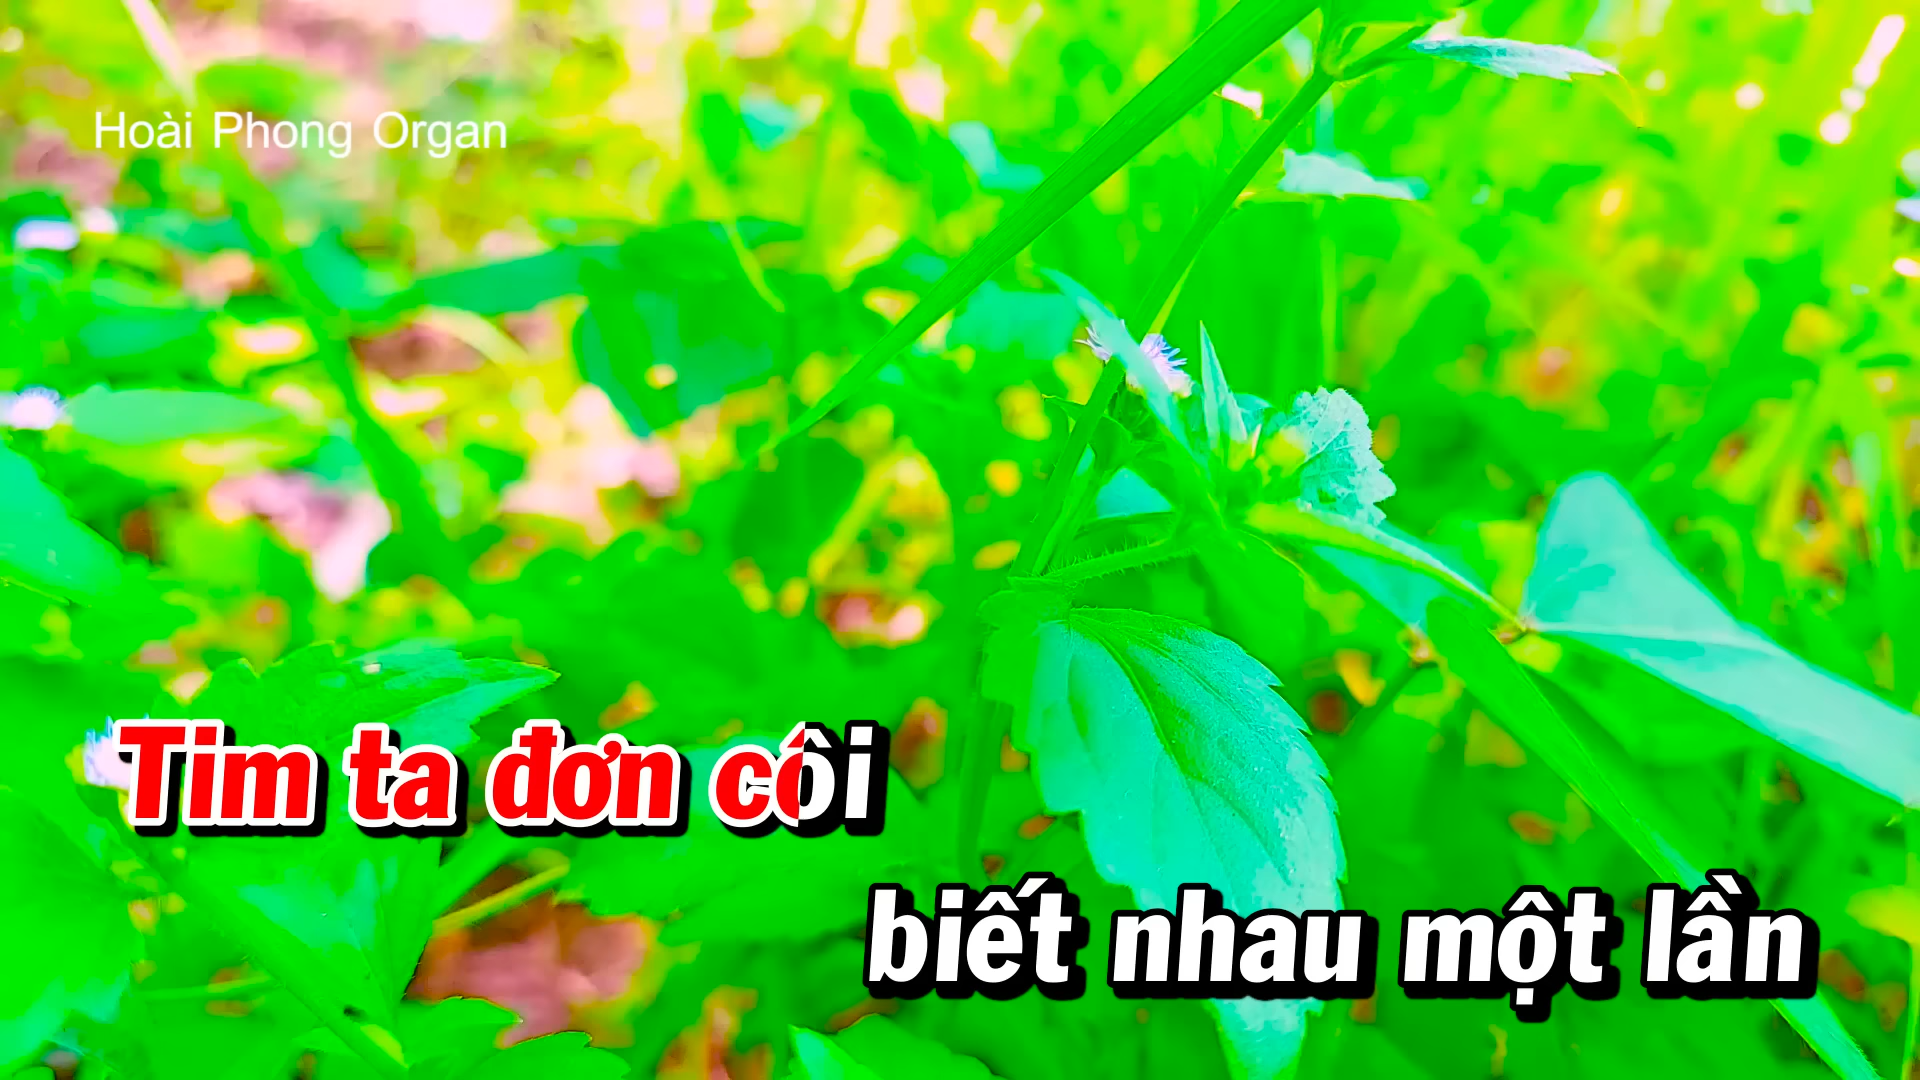 Hoài Phong Organ
Tim ta đơn côi
biết nhau một lần